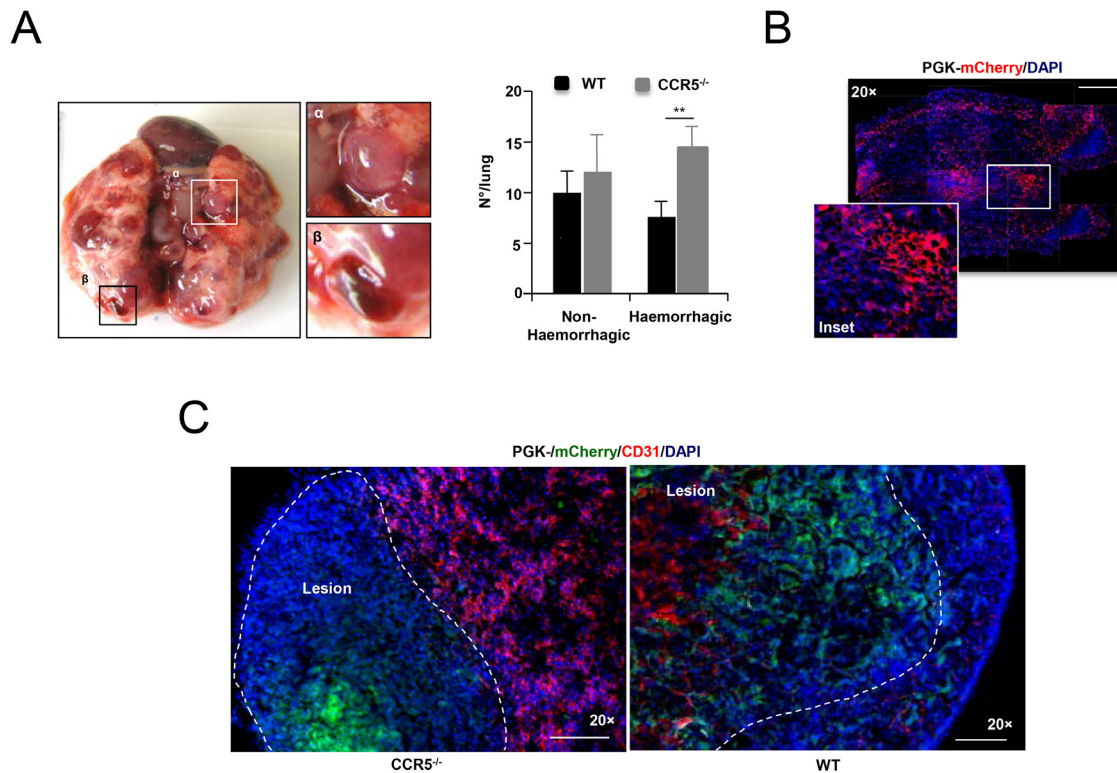 A
α
β
α
β
WT
CCR5-/-
N°/lung
20
15
10
5
0
**
Non-
Haemorrhagic
Haemorrhagic
B
PGK-mCherry/DAPI
20×
Inset
C
PGK-/mCherry/CD31/DAPI
Lesion
20×
CCR5-/-
Lesion
20×
WT